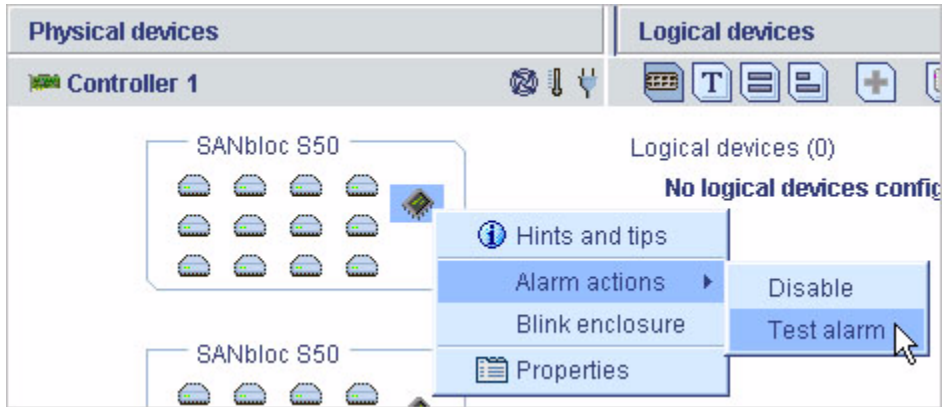 Physical devices
Logical devices
Controller 1
T
SANbloc S50
Logical devices (0)
No logical devices config
Hints and tips
Alarm actions
Disable
Blink enclosure
Test alarm
Properties
SANbloc S50